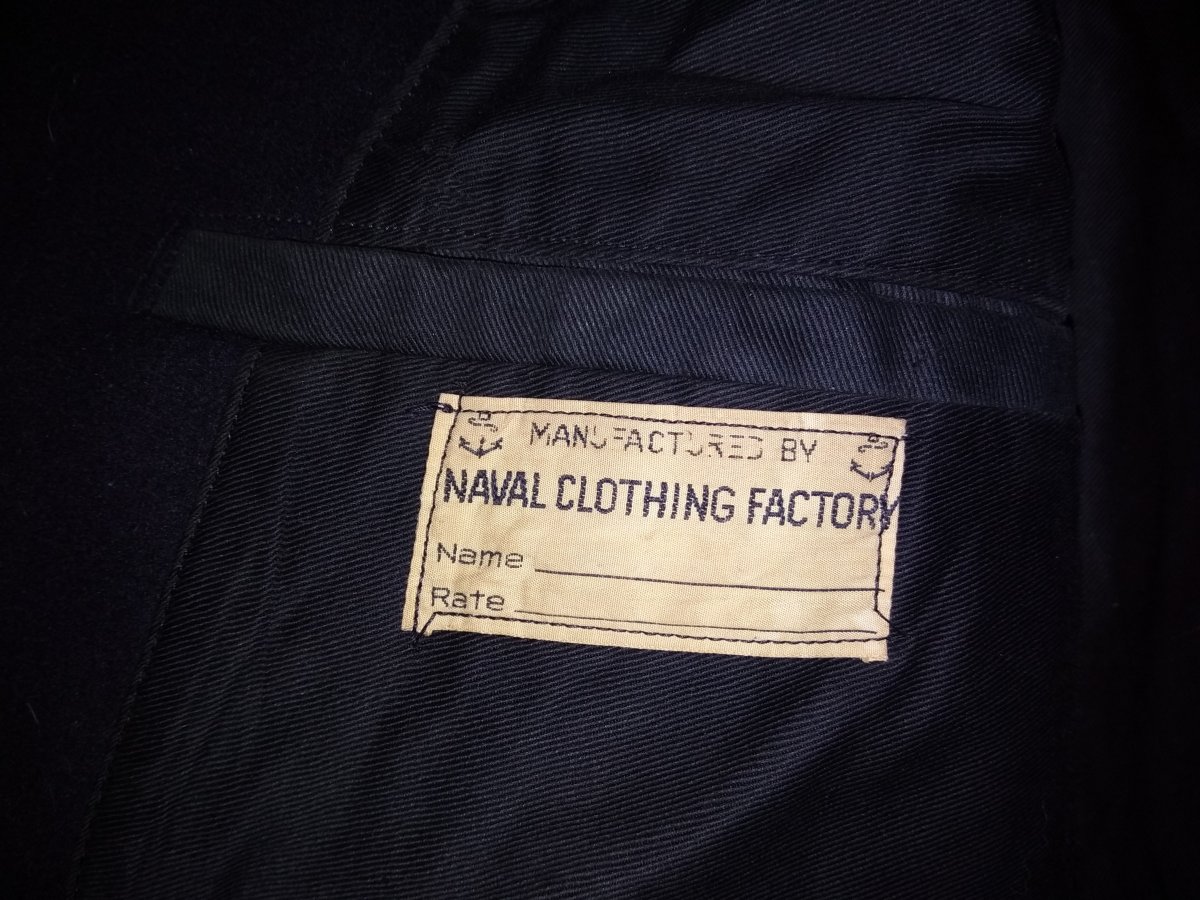 MANUFACTURED BY
NAVAL CLOTHING FACTORY
Name
Rate